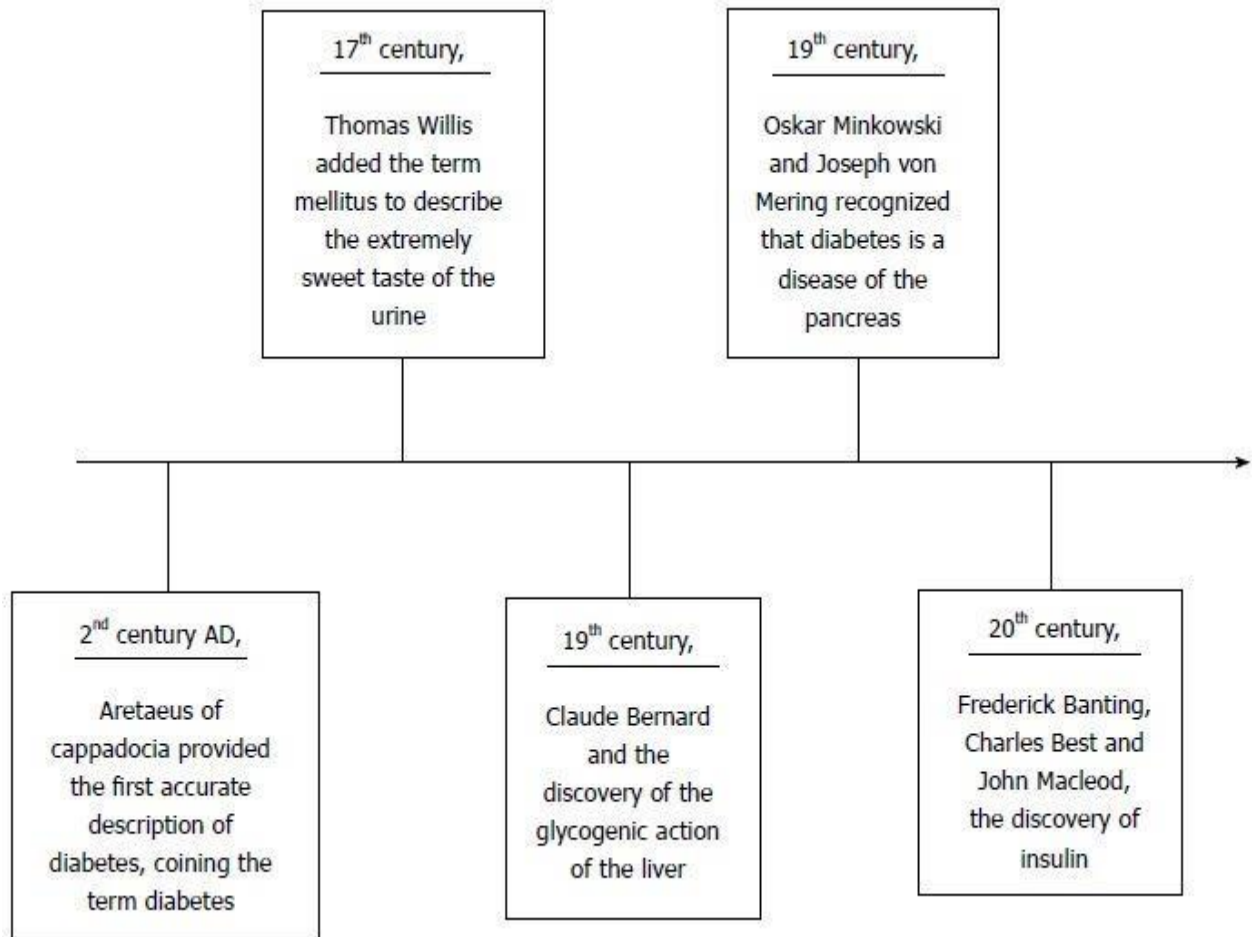 17th century,
Thomas Willis
added the term
mellitus to describe
the extremely
sweet taste of the
urine
19th century,
Oskar Minkowski
and Joseph von
Mering recognized
that diabetes is a
disease of the
pancreas
2nd century AD,
Aretaeus of
cappadocia provided
the first accurate
description of
diabetes, coining the
term diabetes
19th century,
Claude Bernard
and the
discovery of the
glycogenic action
of the liver
20th century,
Frederick Banting,
Charles Best and
John Macleod,
the discovery of
insulin